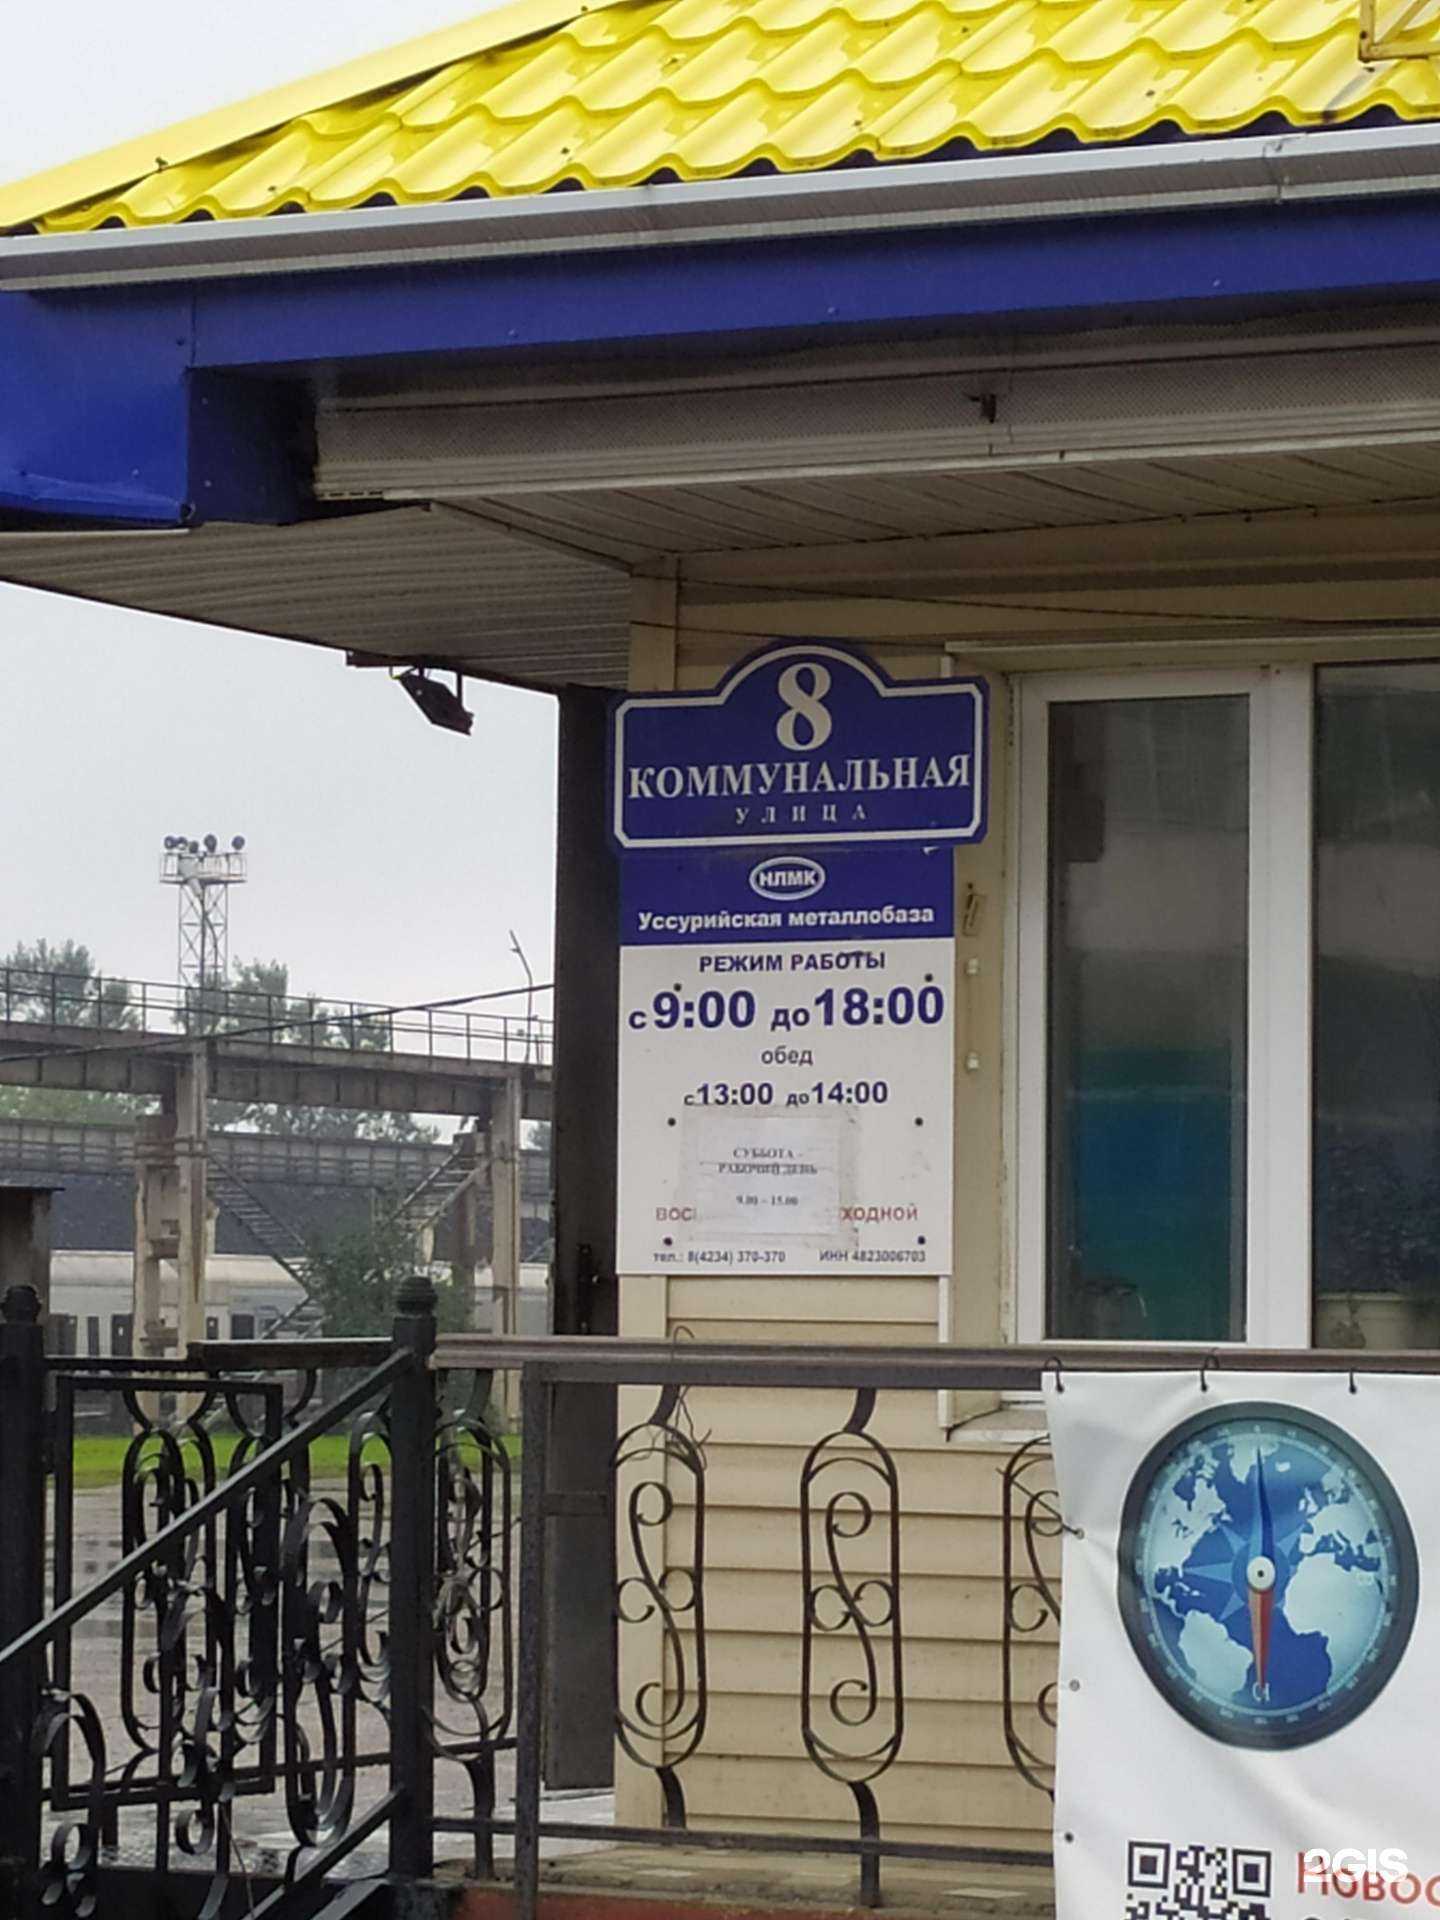 8
КОММУНАЛЬНАЯ
УЛИЦА
НЛМК
Уссурийская металлобаза
РЕЖИМ РАБОТЫ
с 9:00 до 18:00
обед
с 13:00 до 14:00
СУББОТА -
РАБОЧИЙ ДЕНЬ
9.00 – 15.00
ВОС ХОДНОЙ
тел.: 8(4234) 370-370 ИНН 4823006703
2GIS